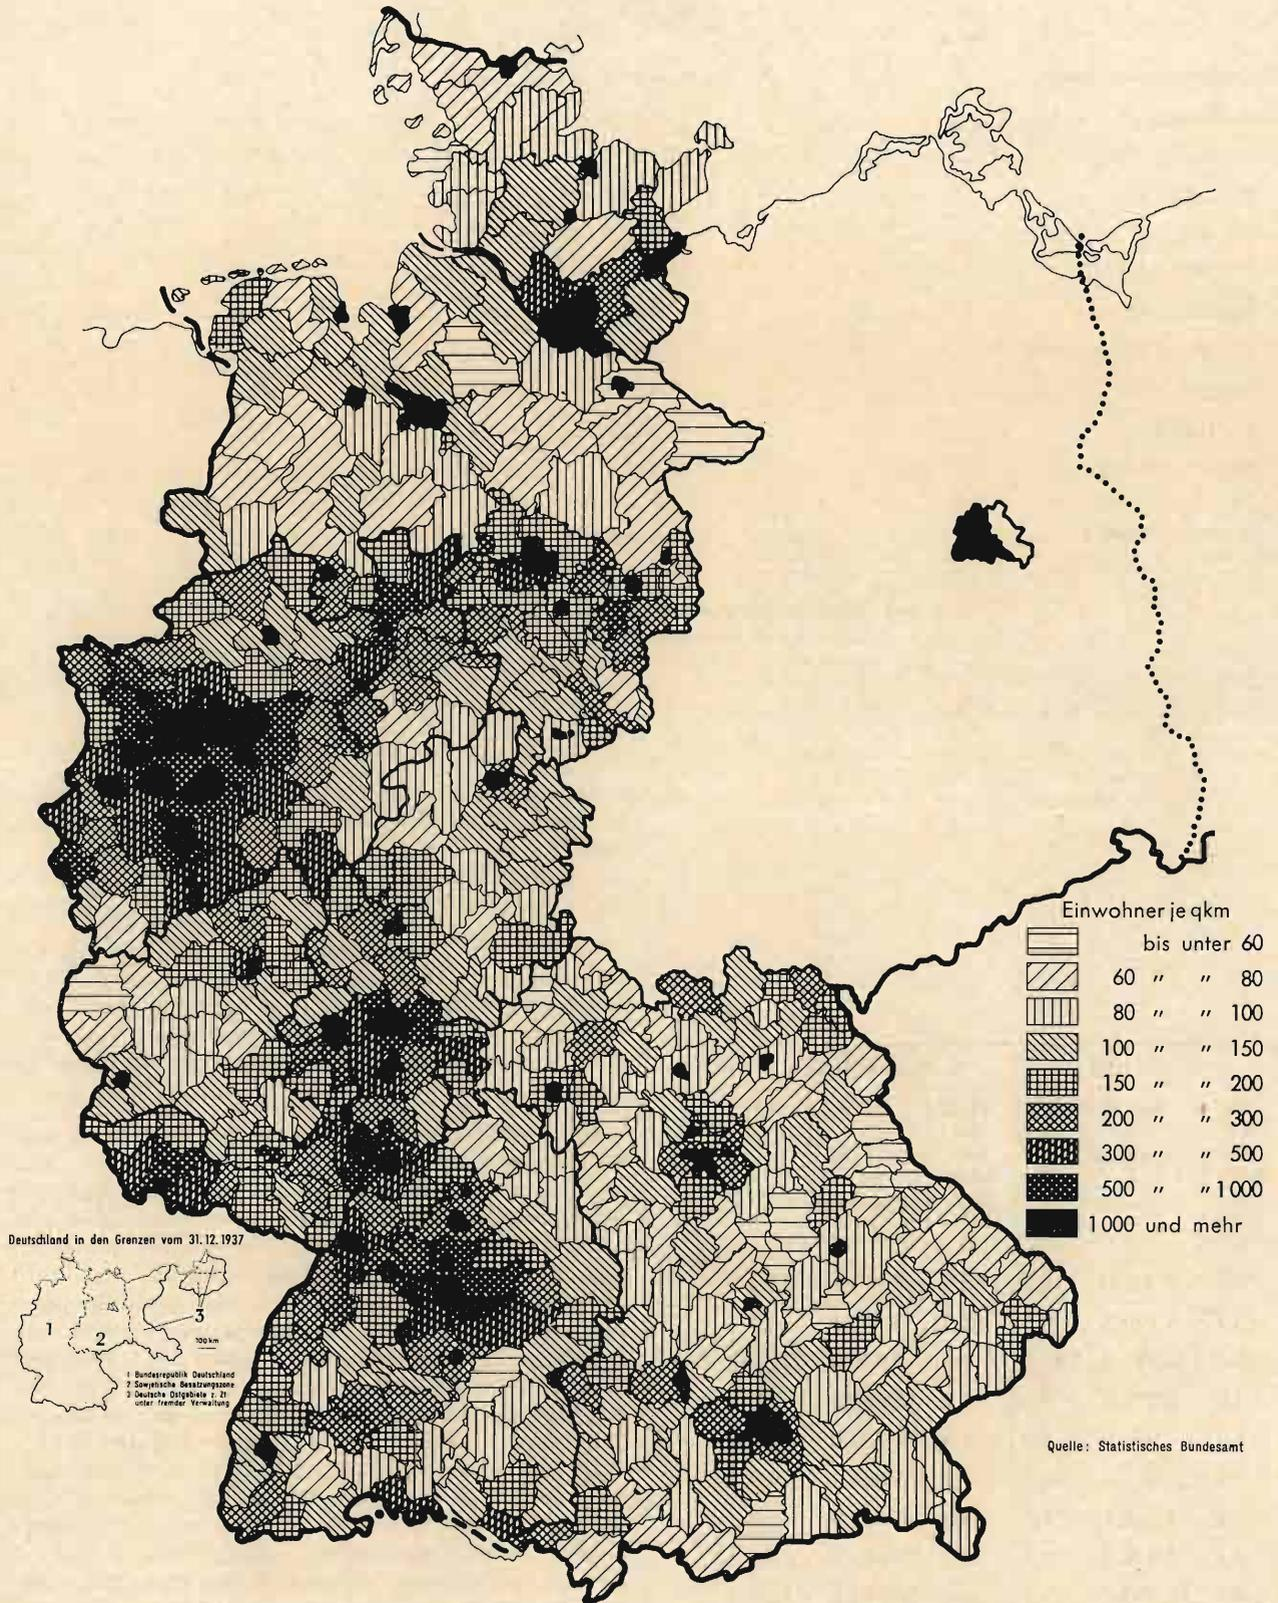 Einwohner je qkm
bis unter 60
60 " " 80
80 " " 100
100 " " 150
150 " " 200
200 " " 300
300 " " 500
500 " " 1000
1000 und mehr
Deutschland in den Grenzen vom 31.12.1937
1
2
3
100 km
1 Bundesrepublik Deutschland
2 Sowjetische Besatzungszone
3 Deutsche Ostgebiete z. Zt.
unter fremder Verwaltung
Quelle: Statistisches Bundesamt